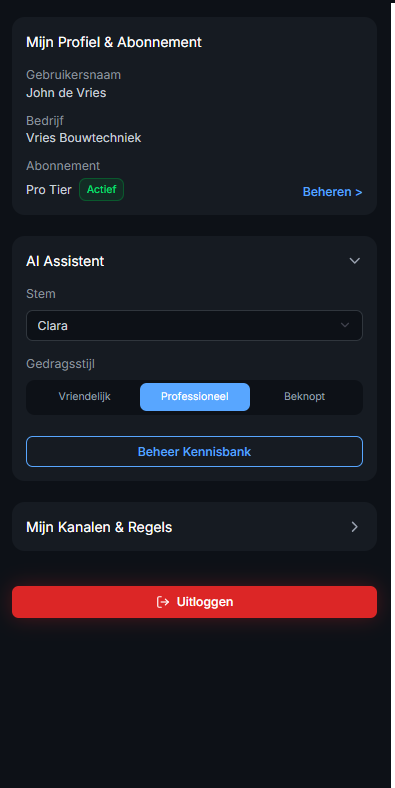 Mijn Profiel & Abonnement
Gebruikersnaam
John de Vries
Bedrijf
Vries Bouwtechniek
Abonnement
Pro Tier Actief Beheren >
AI Assistent
Stem
Clara
Gedragsstijl
Vriendelijk Professioneel Beknopt
Beheer Kennisbank
Mijn Kanalen & Regels
Uitloggen